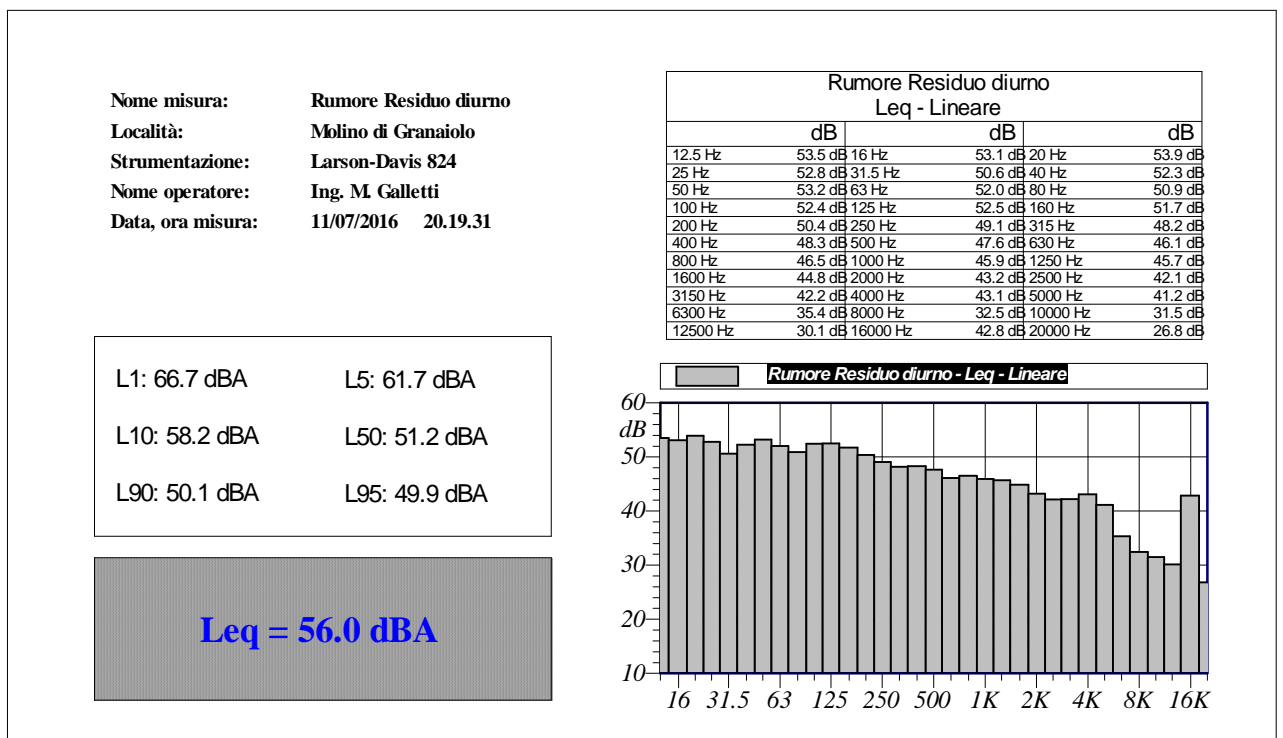 Nome misura: Rumore Residuo diurno
Località: Molino di Granaiolo
Strumentazione: Larson-Davis 824
Nome operatore: Ing. M. Galletti
Data, ora misura: 11/07/2016 20.19.31
Rumore Residuo diurno
Leq - Lineare
dB dB dB
12.5 Hz 53.5 dB 16 Hz 53.1 dB 20 Hz 53.9 dB
25 Hz 52.8 dB 31.5 Hz 50.6 dB 40 Hz 52.3 dB
50 Hz 53.2 dB 63 Hz 52.0 dB 80 Hz 50.9 dB
100 Hz 52.4 dB 125 Hz 52.5 dB 160 Hz 51.7 dB
200 Hz 50.4 dB 250 Hz 49.1 dB 315 Hz 48.2 dB
400 Hz 48.3 dB 500 Hz 47.6 dB 630 Hz 46.1 dB
800 Hz 46.5 dB 1000 Hz 45.9 dB 1250 Hz 45.7 dB
1600 Hz 44.8 dB 2000 Hz 43.2 dB 2500 Hz 42.1 dB
3150 Hz 42.2 dB 4000 Hz 43.1 dB 5000 Hz 41.2 dB
6300 Hz 35.4 dB 8000 Hz 32.5 dB 10000 Hz 31.5 dB
12500 Hz 30.1 dB 16000 Hz 42.8 dB 20000 Hz 26.8 dB
L1: 66.7 dBA L5: 61.7 dBA
L10: 58.2 dBA L50: 51.2 dBA
L90: 50.1 dBA L95: 49.9 dBA
Leq = 56.0 dBA
Rumore Residuo diurno - Leq - Lineare
60
dB
50
40
30
20
10
16 31.5 63 125 250 500 1K 2K 4K 8K 16K